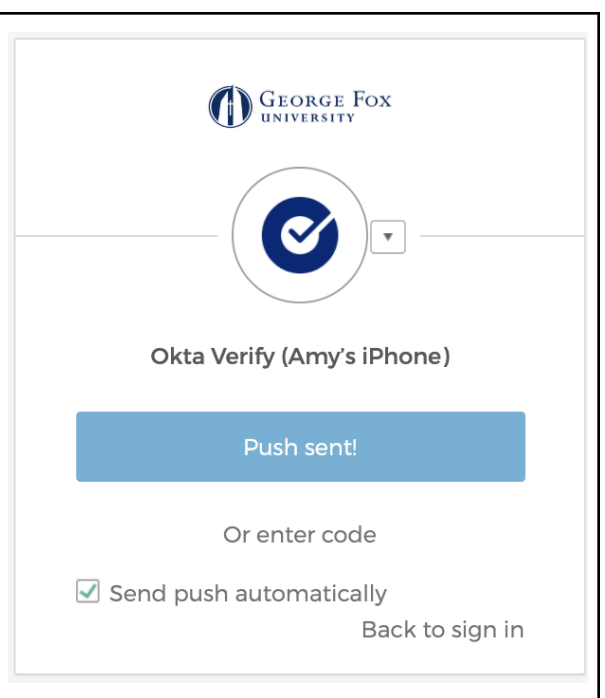 GEORGE FOX
UNIVERSITY
Okta Verify (Amy's iPhone)
Push sent!
Or enter code
Send push automatically
Back to sign in